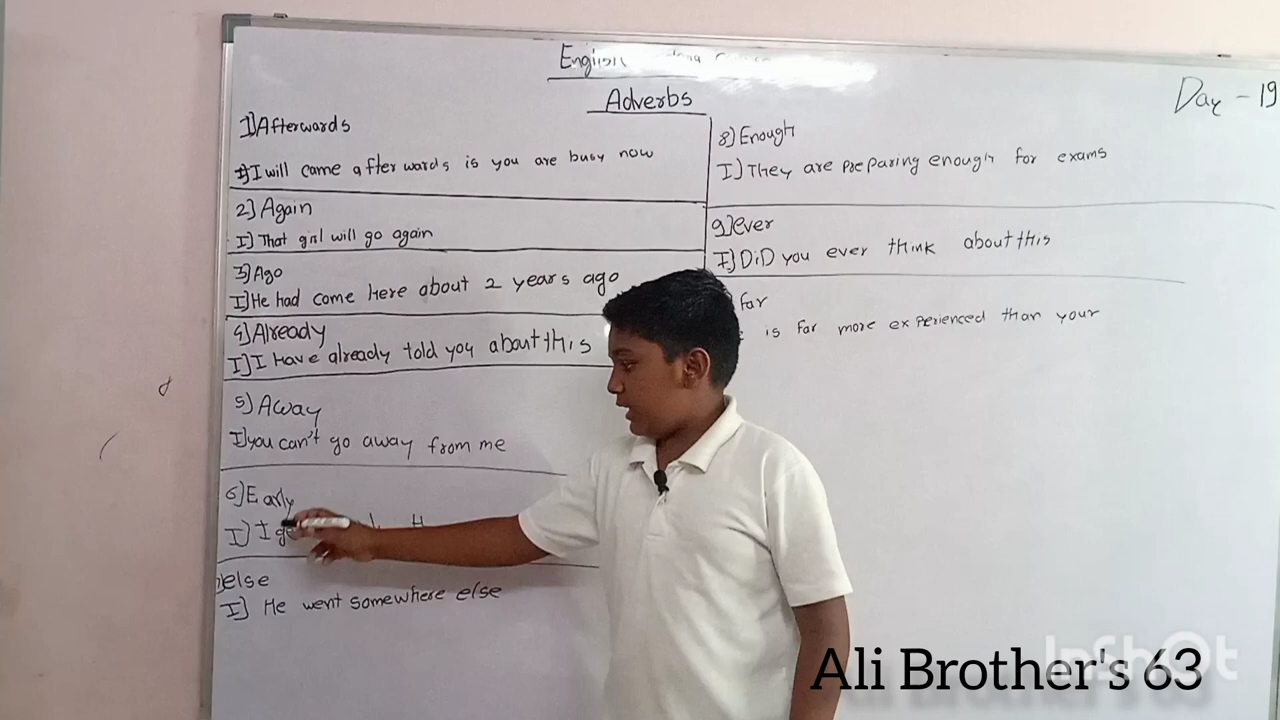 Adverbs
Day - 19
1) Afterwards
I) I will came after wards is you are busy now
2) Again
I) That girl will go again
3) Ago
I) He had come here about 2 years ago
4) Already
I) I have already told you about this
5) Away
I) you can't go away from me
6) Early
I) I
7) else
I) He went somewhere else
8) Enough
I) They are preparing enough for exams
9) ever
I) DiD you ever think about this
far
is far more experienced than your
Ali Brother's 63
InShot